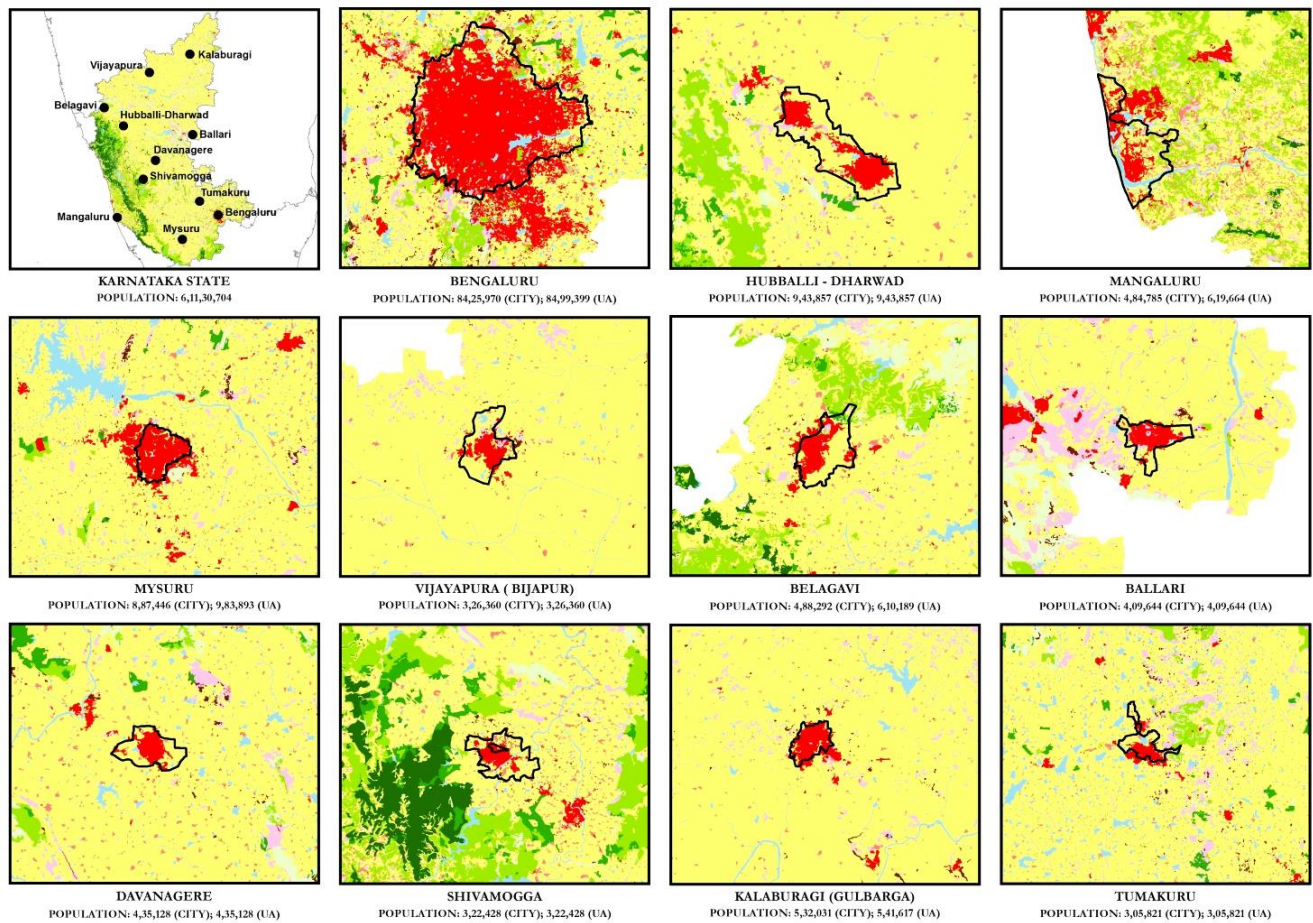 Kalaburagi
Vijayapura
Belagavi
Hubballi-Dharwad
Ballari
Davanagere
Shivamogga
Tumakuru
Mangaluru
Bengaluru
Mysuru
KARNATAKA STATE
POPULATION: 6,11,30,704
BENGALURU
POPULATION: 84,25,970 (CITY); 84,99,399 (UA)
HUBBALLI - DHARWAD
POPULATION: 9,43,857 (CITY); 9,43,857 (UA)
MANGALURU
POPULATION: 4,84,785 (CITY); 6,19,664 (UA)
MYSURU
POPULATION: 8,87,446 (CITY); 9,83,893 (UA)
VIJAYAPURA ( BIJAPUR)
POPULATION: 3,26,360 (CITY); 3,26,360 (UA)
BELAGAVI
POPULATION: 4,88,292 (CITY); 6,10,189 (UA)
BALLARI
POPULATION: 4,09,644 (CITY); 4,09,644 (UA)
DAVANAGERE
POPULATION: 4,35,128 (CITY); 4,35,128 (UA)
SHIVAMOGGA
POPULATION: 3,22,428 (CITY); 3,22,428 (UA)
KALABURAGI (GULBARGA)
POPULATION: 5,32,031 (CITY); 5,41,617 (UA)
TUMAKURU
POPULATION: 3,05,821 (CITY); 3,05,821 (UA)